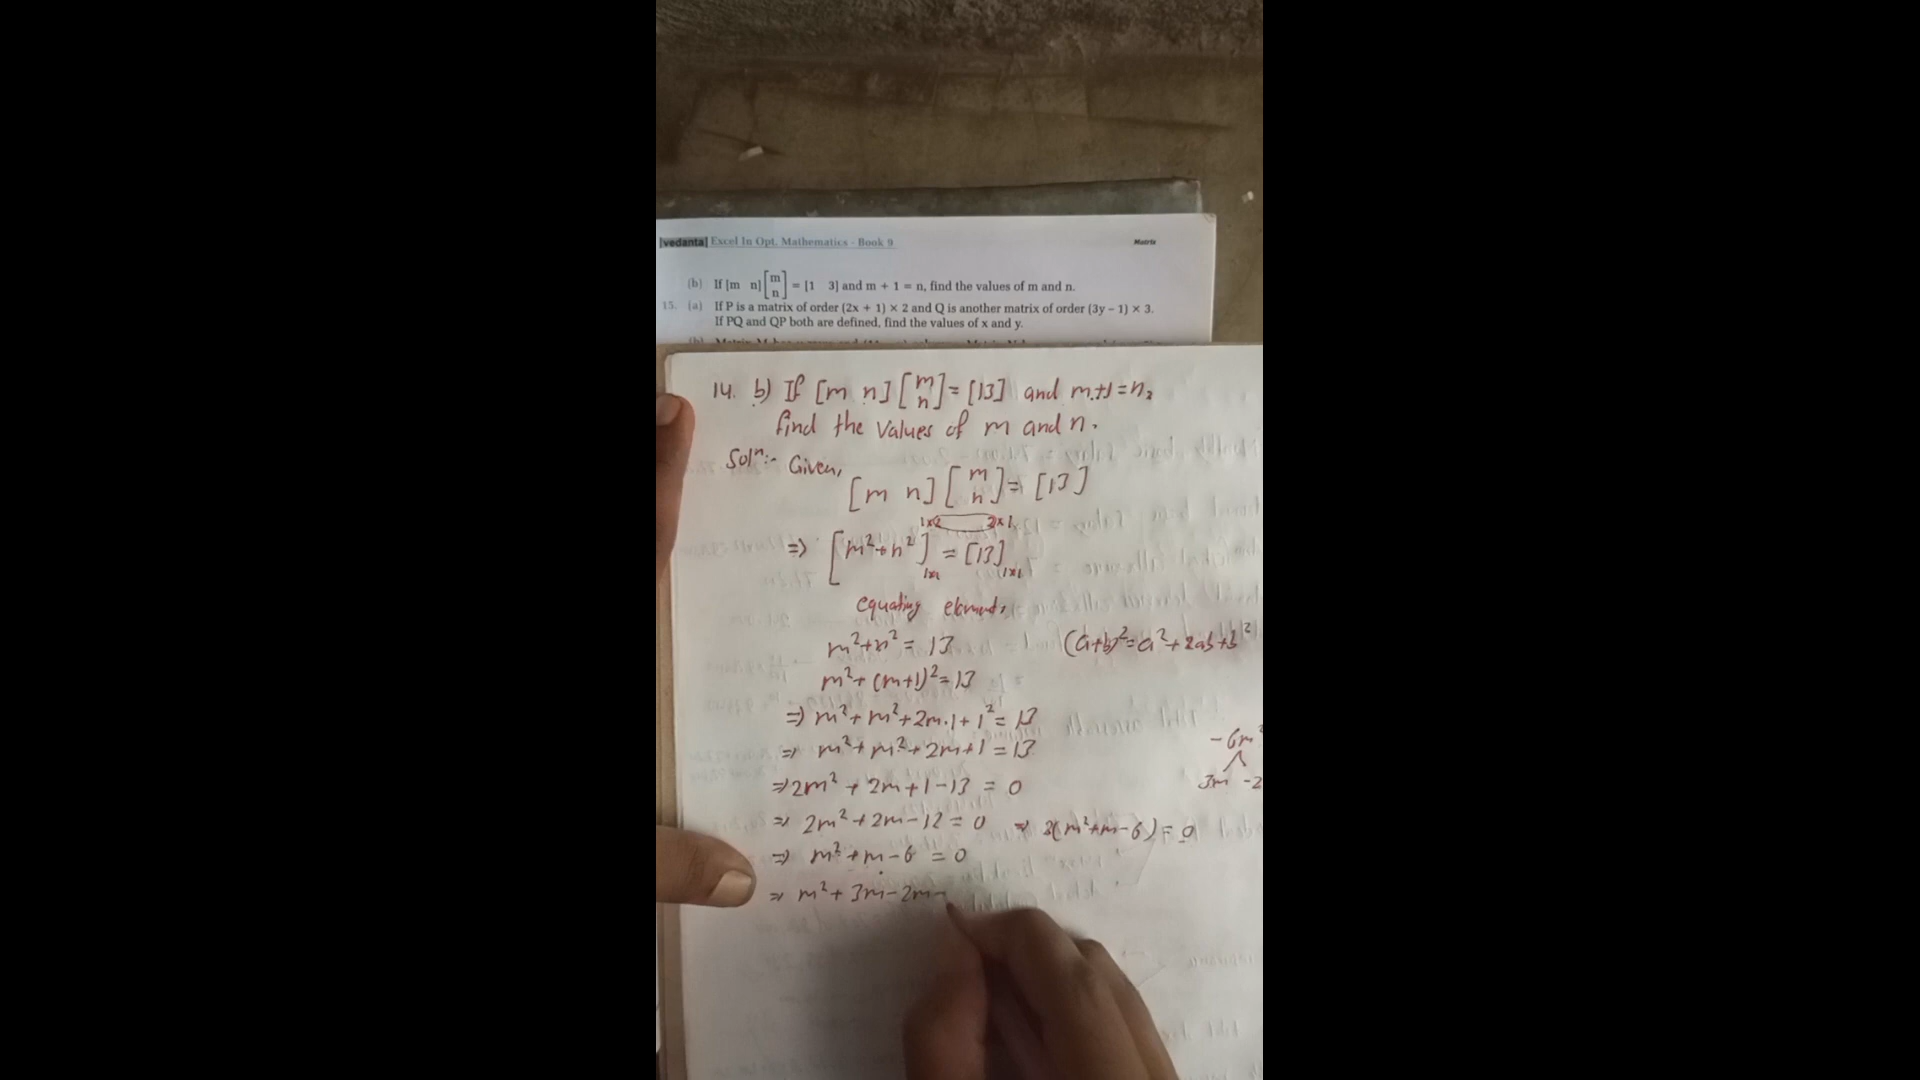 |vedanta| Excel In Opt. Mathematics - Book 9 Matrix
(b) If [m n] [m n] = [1 3] and m + 1 = n, find the values of m and n.
15. (a) If P is a matrix of order (2x + 1) × 2 and Q is another matrix of order (3y – 1) × 3.
If PQ and QP both are defined, find the values of x and y.
14. b) If [m n] [m n] = [13] and m+1=n,
find the values of m and n.
Solⁿ:- Given,
[m n] [m n] = [13]
1×2 2×1
⇒ [m²+n²] = [13]
1×1 1×1
equating element,
m²+n² = 13 (a+b)²=a²+2ab+b²
m²+(m+1)²=13
⇒ m²+m²+2m.1+1²=13
⇒ m²+m²+2m+1=13
⇒ 2m²+2m+1-13 = 0
⇒ 2m²+2m-12=0 ⇒ 2(m²+m-6)=0
⇒ m²+m-6 = 0
⇒ m²+3m-2m-
-6m²
3m -2